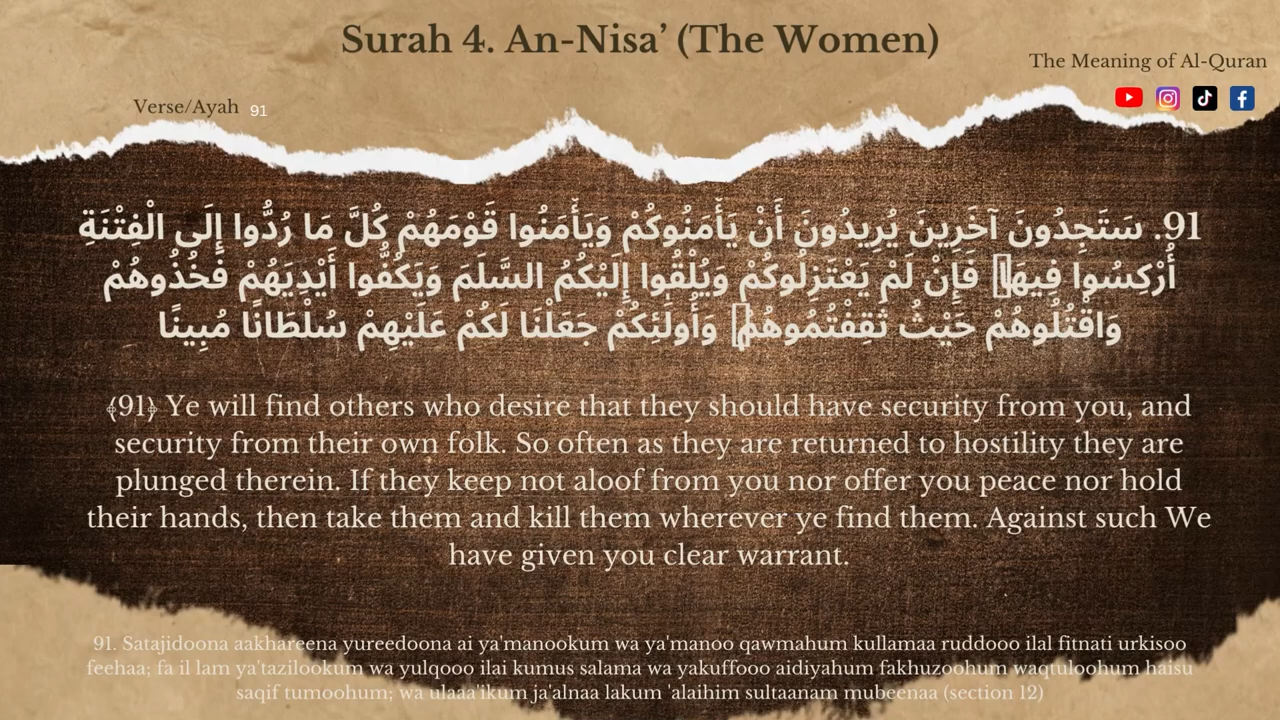 Surah 4. An-Nisa’ (The Women)
The Meaning of Al-Quran
Verse/Ayah 91
91. سَتَجِدُونَ آخَرِينَ يُرِيدُونَ أَنْ يَأْمَنُوكُمْ وَيَأْمَنُوا قَوْمَهُمْ كُلَّ مَا رُدُّوا إِلَى الْفِتْنَةِ
أُرْكِسُوا فِيهَا فَإِنْ لَمْ يَعْتَزِلُوكُمْ وَيُلْقُوا إِلَيْكُمُ السَّلَمَ وَيَكُفُّوا أَيْدِيَهُمْ فَخُذُوهُمْ
وَاقْتُلُوهُمْ حَيْثُ ثَقِفْتُمُوهُمْ وَأُولَٰئِكُمْ جَعَلْنَا لَكُمْ عَلَيْهِمْ سُلْطَانًا مُبِينًا
﴾91﴿ Ye will find others who desire that they should have security from you, and
security from their own folk. So often as they are returned to hostility they are
plunged therein. If they keep not aloof from you nor offer you peace nor hold
their hands, then take them and kill them wherever ye find them. Against such We
have given you clear warrant.
91. Satajidoona aakhareena yureedoona ai ya'manookum wa ya'manoo qawmahum kullamaa ruddooo ilal fitnati urkisoo
feehaa; fa il lam ya'tazilookum wa yulqooo ilai kumus salama wa yakuffooo aidiyahum fakhuzoohum waqtuloohum haisu
saqif tumoohum; wa ulaaa'ikum ja'alnaa lakum 'alaihim sultaanam mubeenaa (section 12)